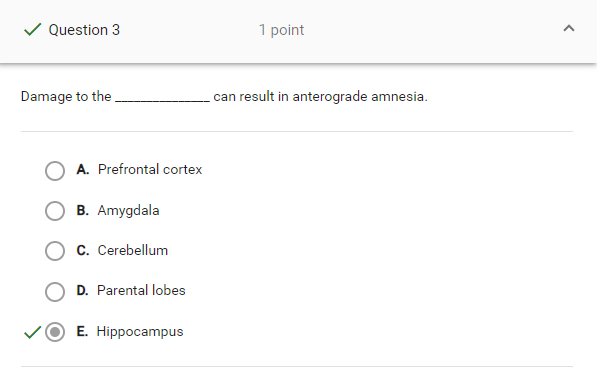 Question 3 1 point
Damage to the _______________ can result in anterograde amnesia.
A. Prefrontal cortex
B. Amygdala
C. Cerebellum
D. Parental lobes
E. Hippocampus